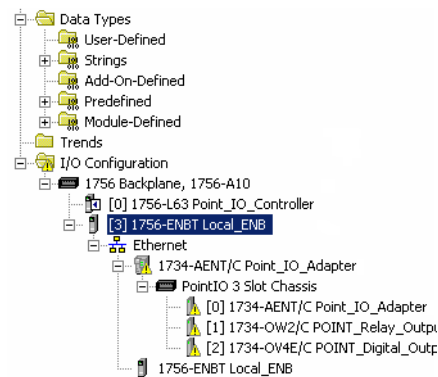 Data Types
User-Defined
Strings
Add-On-Defined
Predefined
Module-Defined
Trends
I/O Configuration
1756 Backplane, 1756-A10
[0] 1756-L63 Point_IO_Controller
[3] 1756-ENBT Local_ENB
Ethernet
1734-AENT/C Point_IO_Adapter
PointIO 3 Slot Chassis
[0] 1734-AENT/C Point_IO_Adapter
[1] 1734-OW2/C POINT_Relay_Outpu
[2] 1734-OV4E/C POINT_Digital_Outp
1756-ENBT Local_ENB